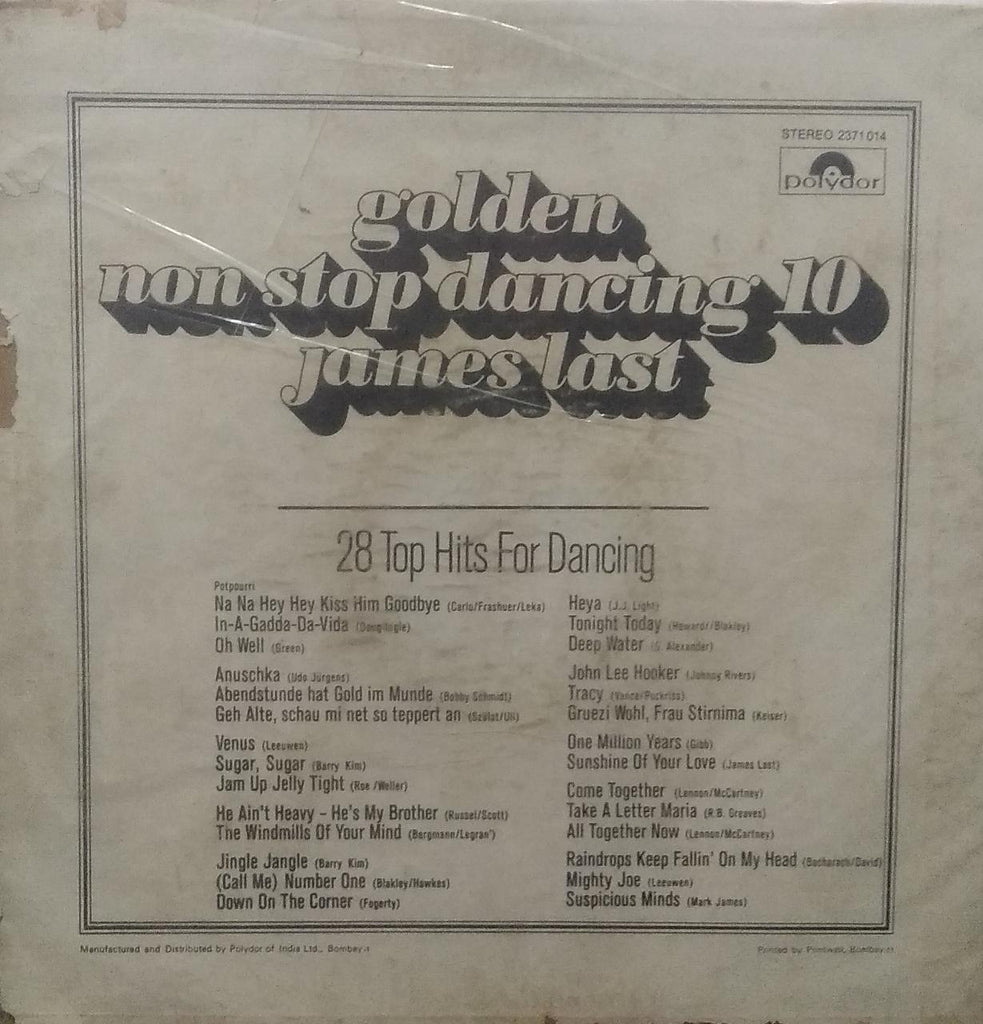 STEREO 2371014
polydor
golden
non stop dancing 10
james last
28 Top Hits For Dancing
Potpourri
Na Na Hey Hey Kiss Him Goodbye (Carlo/Frashuer/Leka)
In-A-Gadda-Da-Vida
Oh Well (Green)
Anuschka (Udo Jürgens)
Abendstunde hat Gold im Munde (Bobby Schmidt)
Geh Alte, schau mi net so teppert an
Venus (Leeuwen)
Sugar, Sugar (Barry Kim)
Jam Up Jelly Tight (Roe /Weller)
He Ain't Heavy - He's My Brother (Russel/Scott)
The Windmills Of Your Mind (Bergmann/Legran')
Jingle Jangle (Barry Kim)
(Call Me) Number One (Blakley/Hawkes)
Down On The Corner (Fogerty)
Heya (J.J. Light)
Tonight Today (Howard/Blakley)
Deep Water (S. Alexander)
John Lee Hooker (Johnny Rivers)
Tracy
Gruezi Wohl, Frau Stirnima (Keiser)
One Million Years (Gibb)
Sunshine Of Your Love (James Last)
Come Together (Lennon/McCartney)
Take A Letter Maria (R.B. Greaves)
All Together Now (Lennon/McCartney)
Raindrops Keep Fallin' On My Head (Bacharach/David)
Mighty Joe (Leeuwen)
Suspicious Minds (Mark James)
Manufactured and Distributed by Polydor of India Ltd., Bombay-
Printed by Bombay-